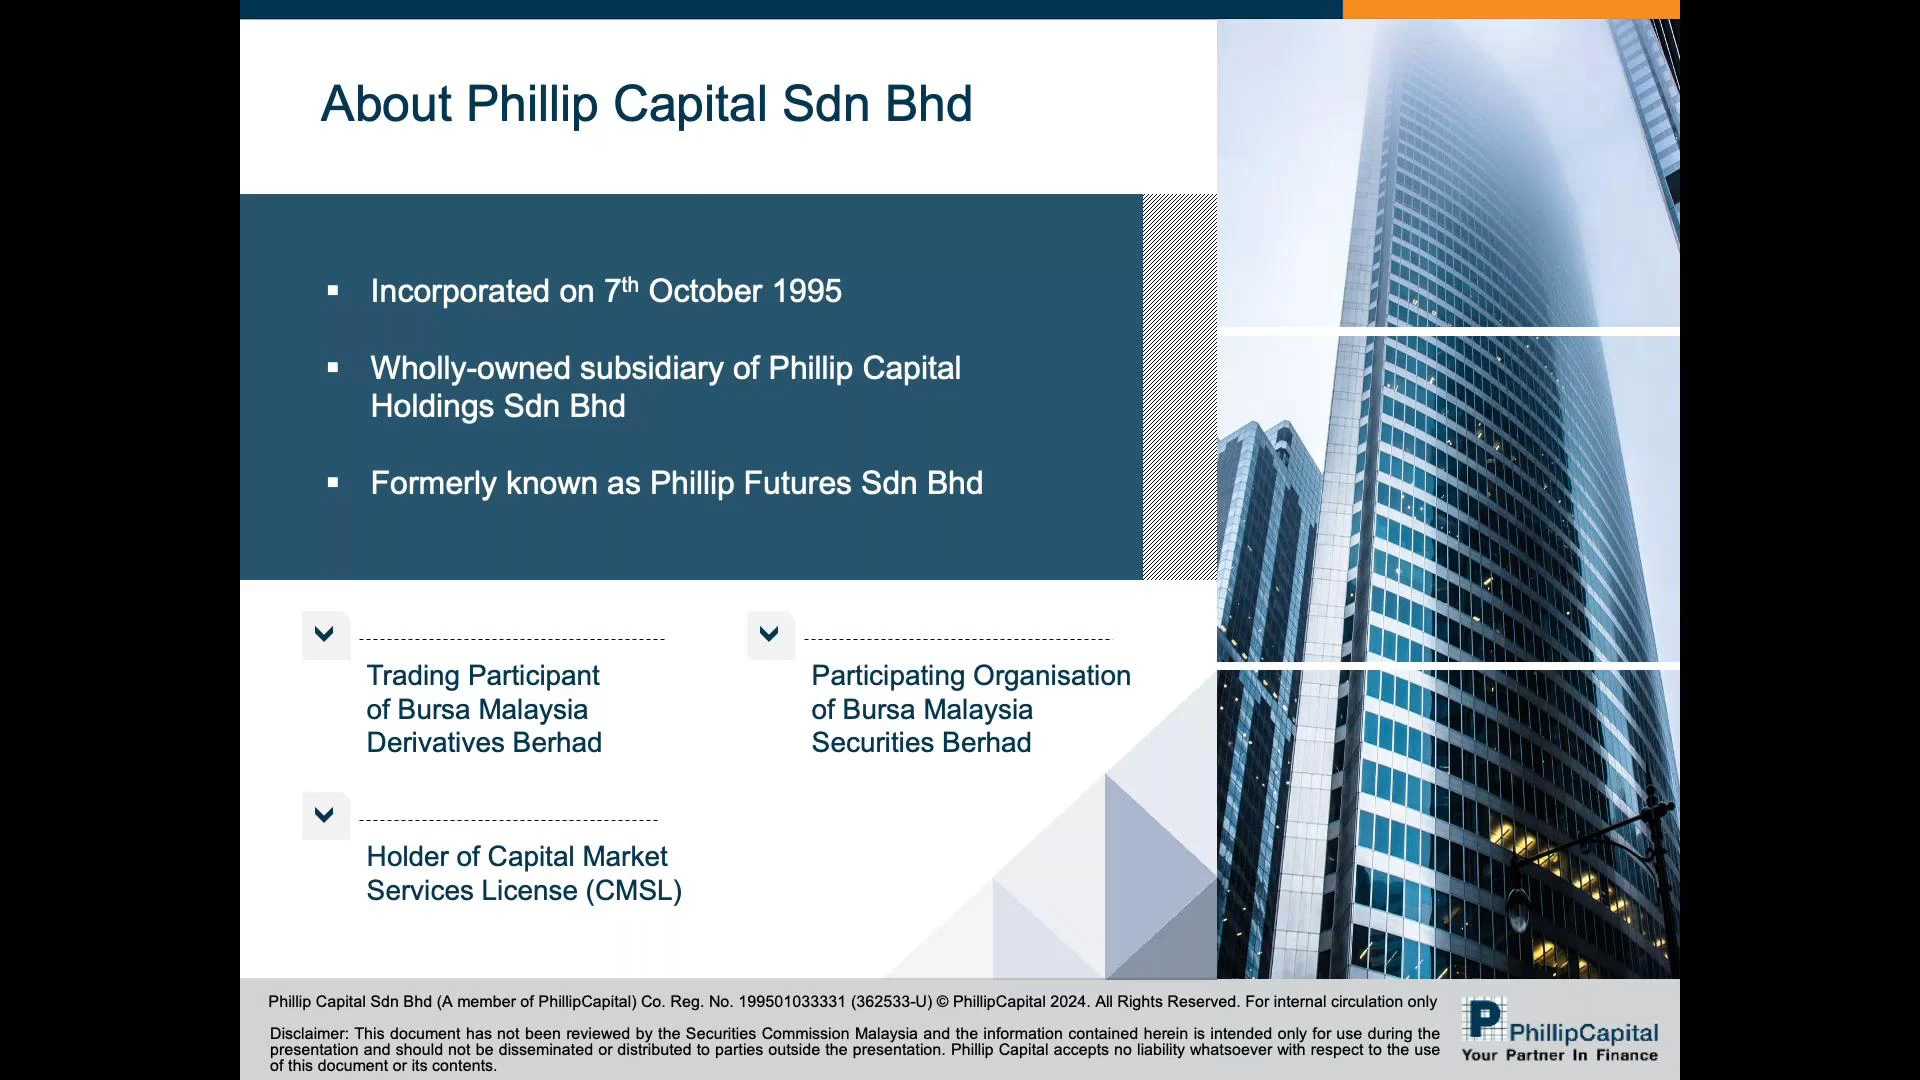 About Phillip Capital Sdn Bhd
▪ Incorporated on 7th October 1995
▪ Wholly-owned subsidiary of Phillip Capital
Holdings Sdn Bhd
▪ Formerly known as Phillip Futures Sdn Bhd
Trading Participant
of Bursa Malaysia
Derivatives Berhad
Participating Organisation
of Bursa Malaysia
Securities Berhad
Holder of Capital Market
Services License (CMSL)
Phillip Capital Sdn Bhd (A member of PhillipCapital) Co. Reg. No. 199501033331 (362533-U) © PhillipCapital 2024. All Rights Reserved. For internal circulation only
Disclaimer: This document has not been reviewed by the Securities Commission Malaysia and the information contained herein is intended only for use during the
presentation and should not be disseminated or distributed to parties outside the presentation. Phillip Capital accepts no liability whatsoever with respect to the use
of this document or its contents.
P PhillipCapital
Your Partner In Finance